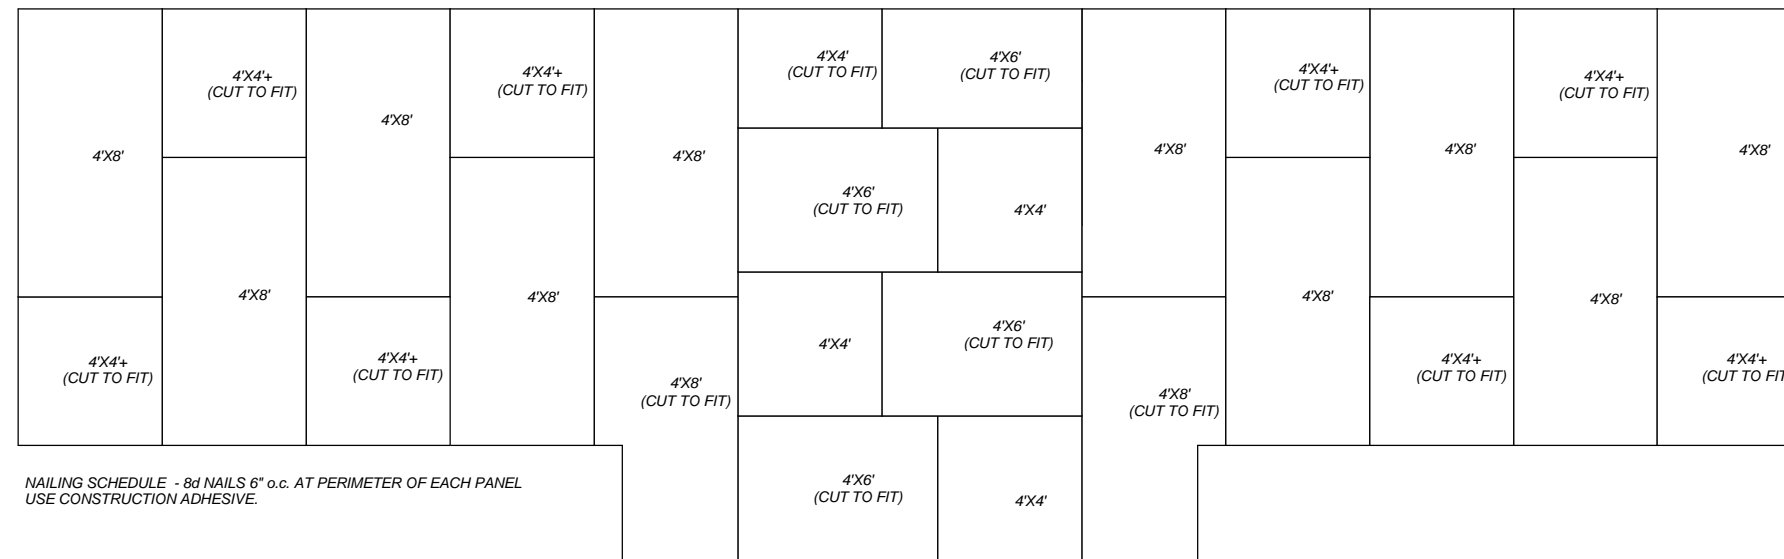 4'X4'+
(CUT TO FIT)
4'X4'+
(CUT TO FIT)
4'X4'
(CUT TO FIT)
4'X6'
(CUT TO FIT)
4'X4'+
(CUT TO FIT)
4'X4'+
(CUT TO FIT)
4'X8'
4'X8'
4'X8'
4'X8'
4'X8'
4'X8'
4'X6'
(CUT TO FIT)
4'X4'
4'X8'
4'X8'
4'X8'
4'X8'
4'X4'
4'X6'
(CUT TO FIT)
4'X4'+
(CUT TO FIT)
4'X4'+
(CUT TO FIT)
4'X8'
(CUT TO FIT)
4'X8'
(CUT TO FIT)
4'X4'+
(CUT TO FIT)
4'X4'+
(CUT TO FIT
4'X6'
(CUT TO FIT)
4'X4'
NAILING SCHEDULE - 8d NAILS 6" o.c. AT PERIMETER OF EACH PANEL
USE CONSTRUCTION ADHESIVE.